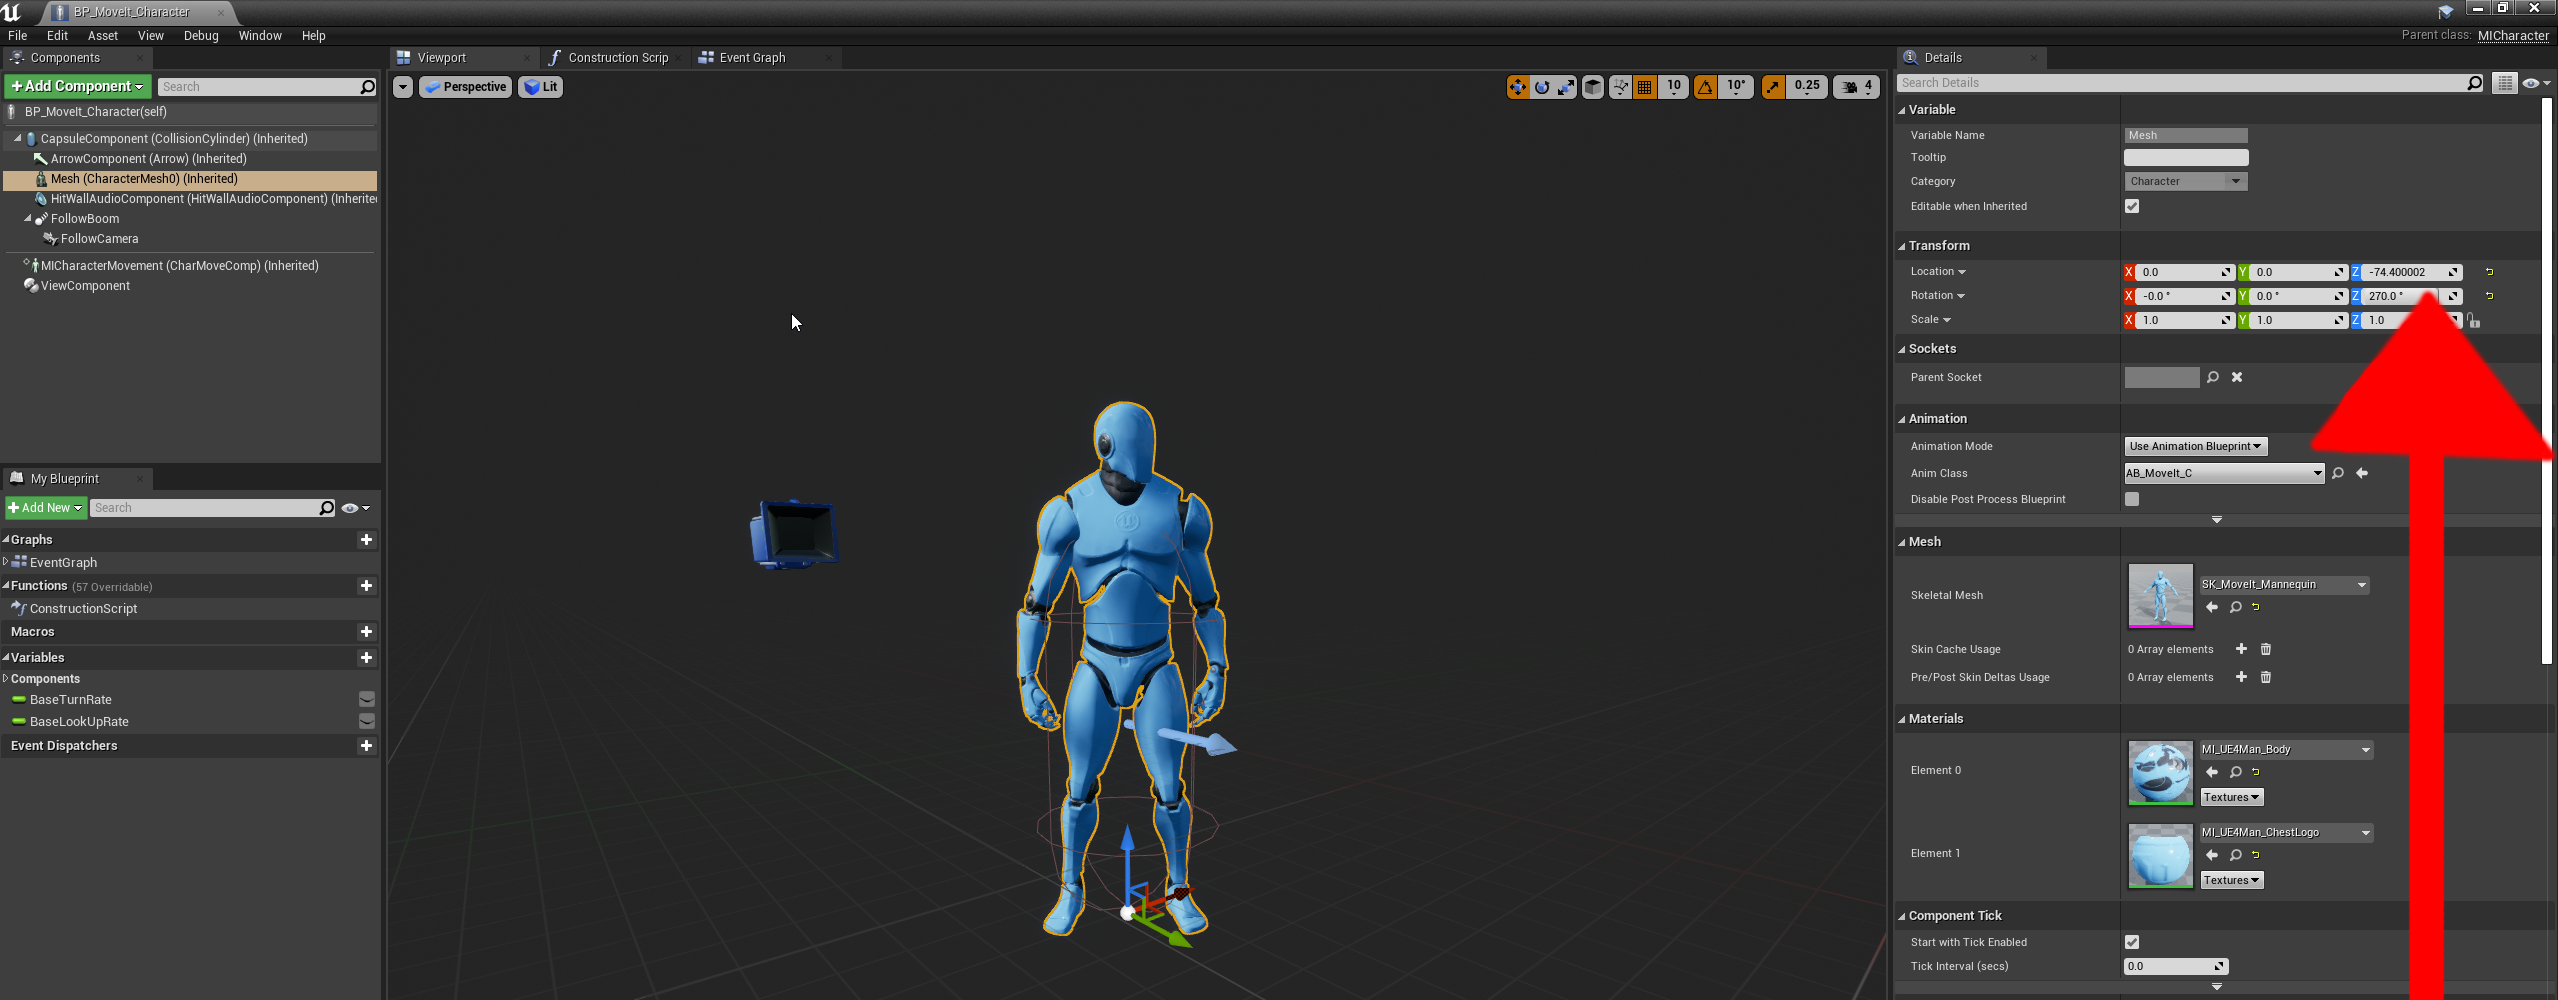 BP_MoveIt_Character
File Edit Asset View Debug Window Help
Parent class: MICharacter
Components
Add Component
Search
BP_MoveIt_Character(self)
CapsuleComponent (CollisionCylinder) (Inherited)
ArrowComponent (Arrow) (Inherited)
Mesh (CharacterMesh0) (Inherited)
HitWallAudioComponent (HitWallAudioComponent) (Inherite
FollowBoom
FollowCamera
MICharacterMovement (CharMoveComp) (Inherited)
ViewComponent
My Blueprint
Add New
Search
Graphs
EventGraph
Functions (57 Overridable)
ConstructionScript
Macros
Variables
Components
BaseTurnRate
BaseLookUpRate
Event Dispatchers
Viewport
Construction Scrip
Event Graph
Perspective
Lit
10
10°
0.25
4
Details
Search Details
Variable
Variable Name Mesh
Tooltip
Category Character
Editable when Inherited
Transform
Location X 0.0 Y 0.0 Z -74.400002
Rotation X -0.0 ° Y 0.0 ° Z 270.0 °
Scale X 1.0 Y 1.0 Z 1.0
Sockets
Parent Socket
Animation
Animation Mode Use Animation Blueprint
Anim Class AB_MoveIt_C
Disable Post Process Blueprint
Mesh
Skeletal Mesh SK_MoveIt_Mannequin
Skin Cache Usage 0 Array elements
Pre/Post Skin Deltas Usage 0 Array elements
Materials
Element 0 MI_UE4Man_Body
Textures
Element 1 MI_UE4Man_ChestLogo
Textures
Component Tick
Start with Tick Enabled
Tick Interval (secs) 0.0